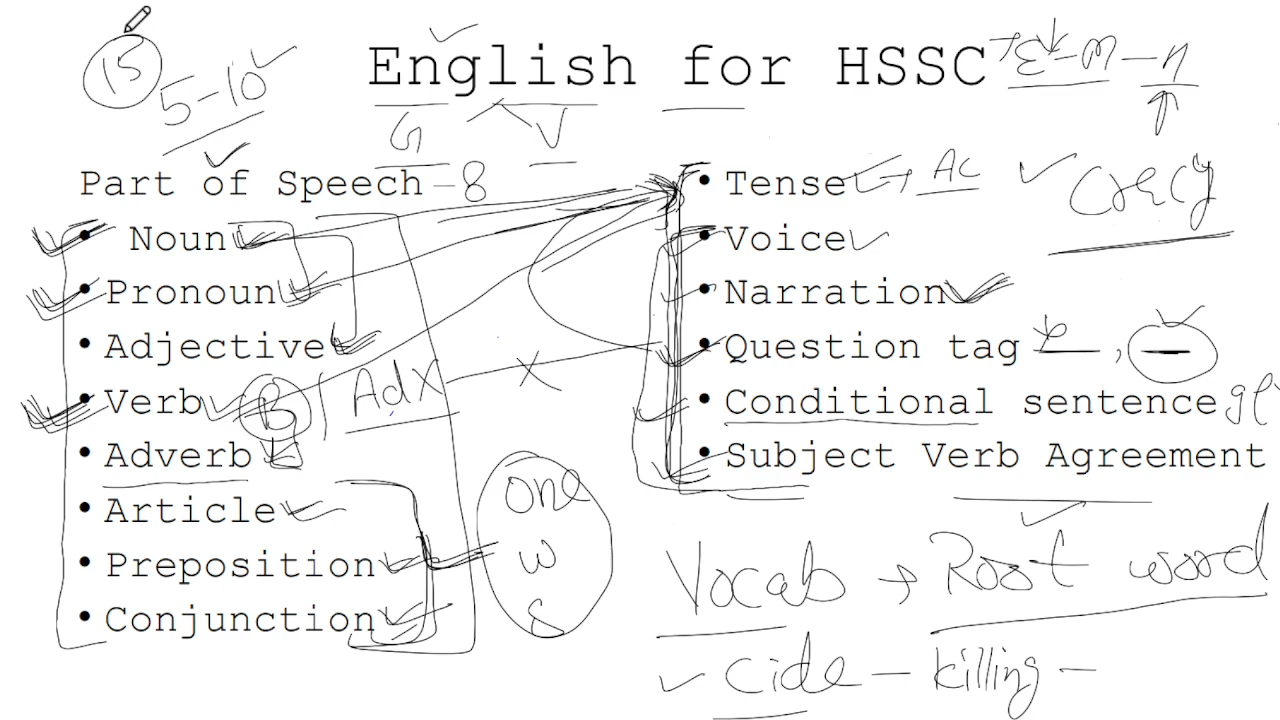 English for HSSC E-M-H
15
5-10
G V
Part of Speech-8
• Noun
• Pronoun
• Adjective
• Verb
• Adverb
• Article
• Preposition
• Conjunction
B AdX
One
W
S
• Tense → AC
• Voice
• Narration
• Question tag —, —
• Conditional sentence
• Subject Verb Agreement
Vocab → Root word
cide — killing —